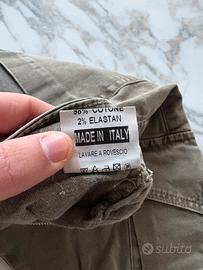 98% COTONE
2% ELASTAN
MADE IN ITALY
LAVARE A ROVESCIO
subito